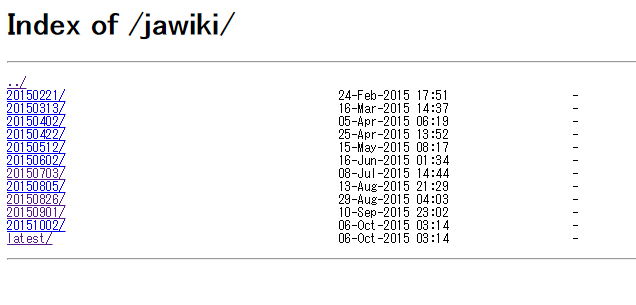 Index of /jawiki/
../
20150221/ 24-Feb-2015 17:51 -
20150313/ 16-Mar-2015 14:37 -
20150402/ 05-Apr-2015 06:19 -
20150422/ 25-Apr-2015 13:52 -
20150512/ 15-May-2015 08:17 -
20150602/ 16-Jun-2015 01:34 -
20150703/ 08-Jul-2015 14:44 -
20150805/ 13-Aug-2015 21:29 -
20150826/ 29-Aug-2015 04:03 -
20150901/ 10-Sep-2015 23:02 -
20151002/ 06-Oct-2015 03:14 -
latest/ 06-Oct-2015 03:14 -